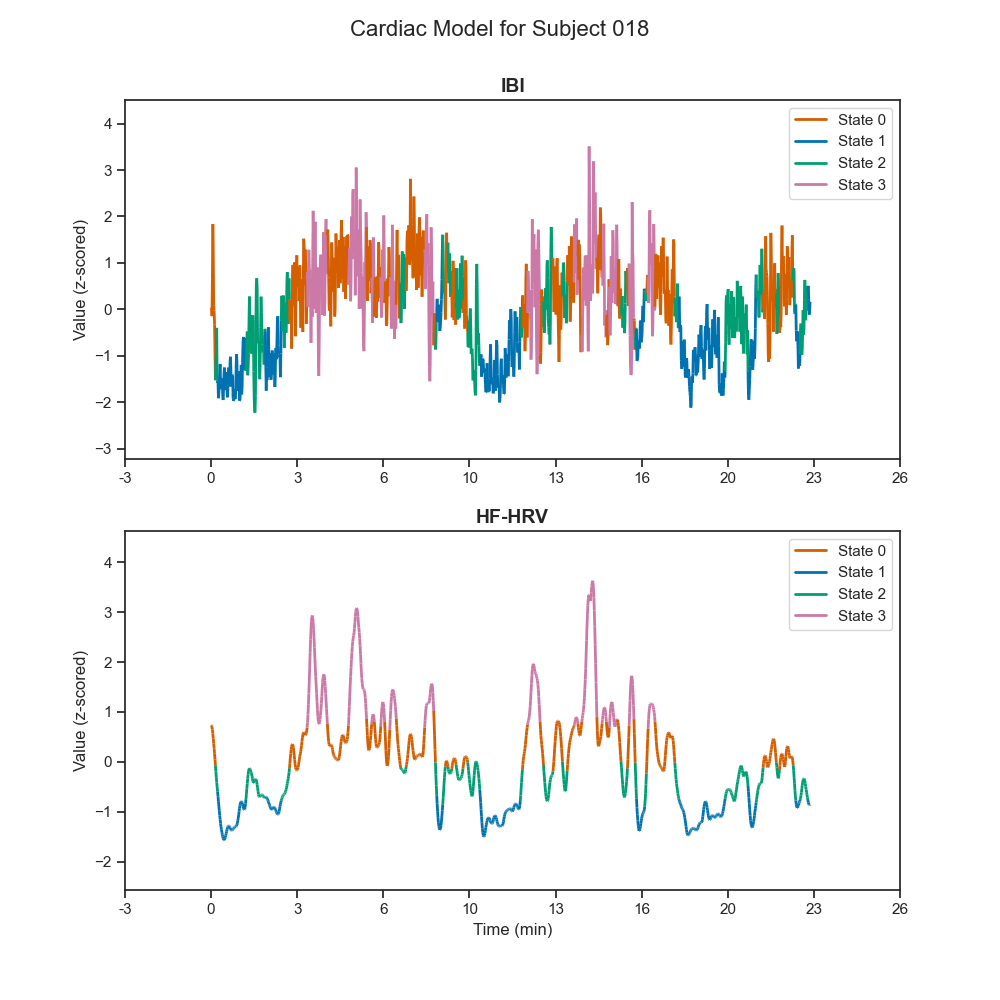 Cardiac Model for Subject 018
IBI
Value (z-scored)
4
3
2
1
0
−1
−2
−3
-3 0 3 6 10 13 16 20 23 26
State 0
State 1
State 2
State 3
HF-HRV
Value (z-scored)
4
3
2
1
0
−1
−2
-3 0 3 6 10 13 16 20 23 26
Time (min)
State 0
State 1
State 2
State 3